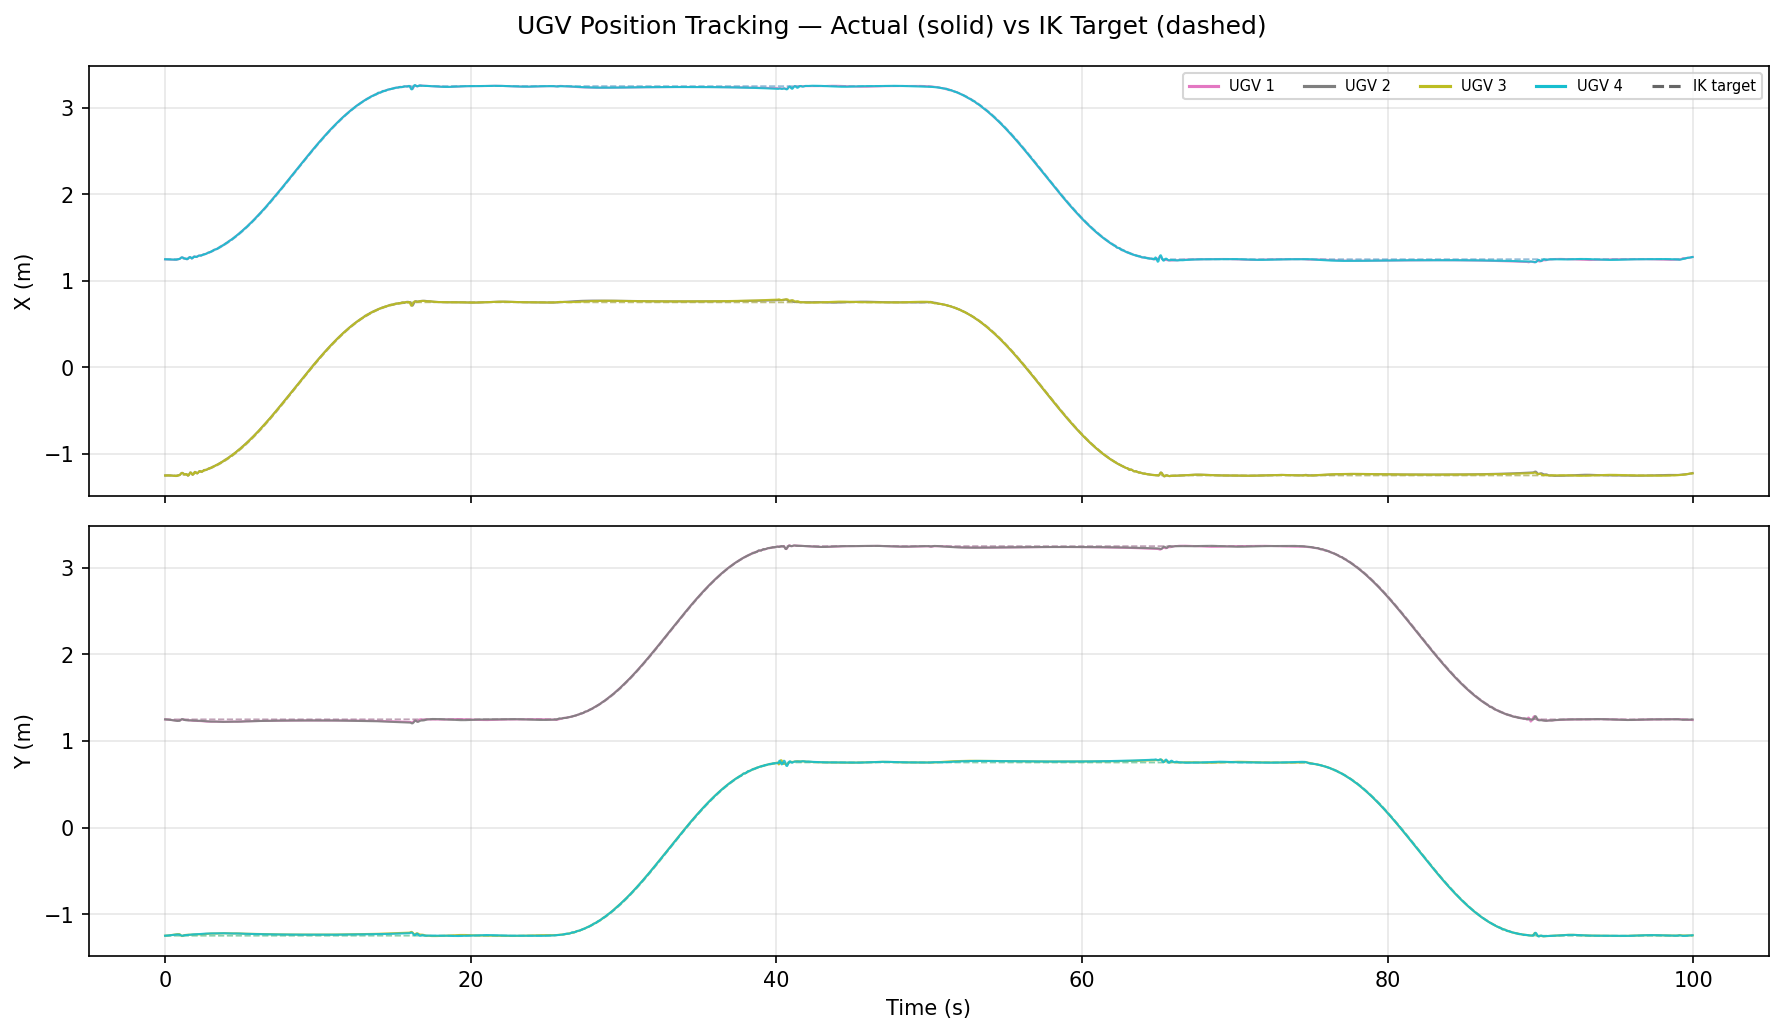 UGV Position Tracking — Actual (solid) vs IK Target (dashed)
UGV 1 UGV 2 UGV 3 UGV 4 IK target
3
2
1
0
−1
X (m)
3
2
1
0
−1
Y (m)
0 20 40 60 80 100
Time (s)